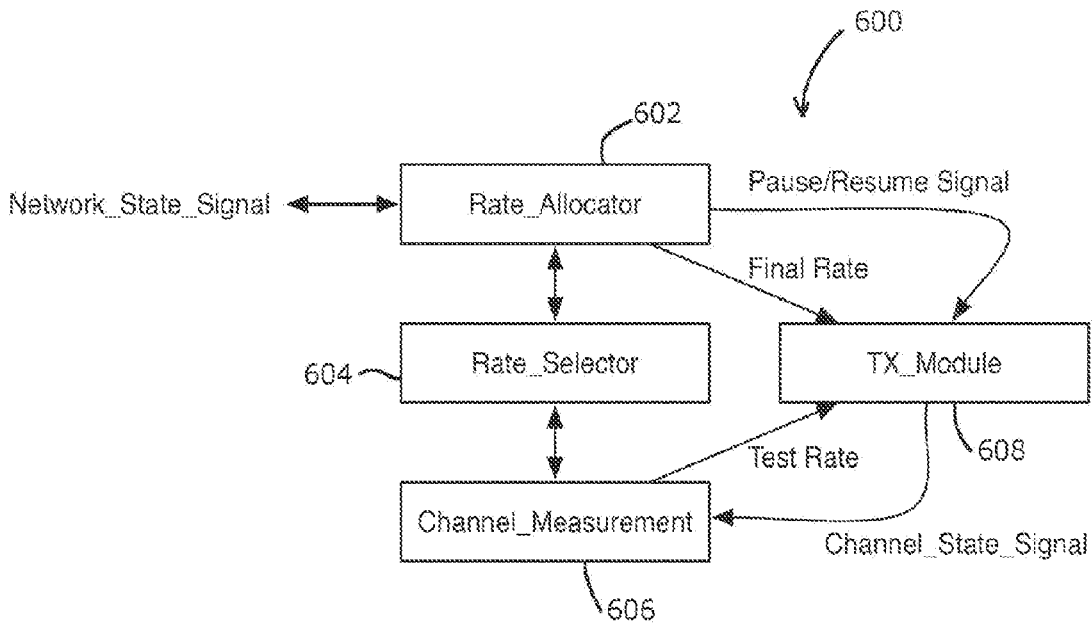 600
602
Network_State_Signal
Rate_Allocator
Pause/Resume Signal
Final Rate
604
Rate_Selector
TX_Module
Test Rate
608
Channel_Measurement
Channel_State_Signal
606